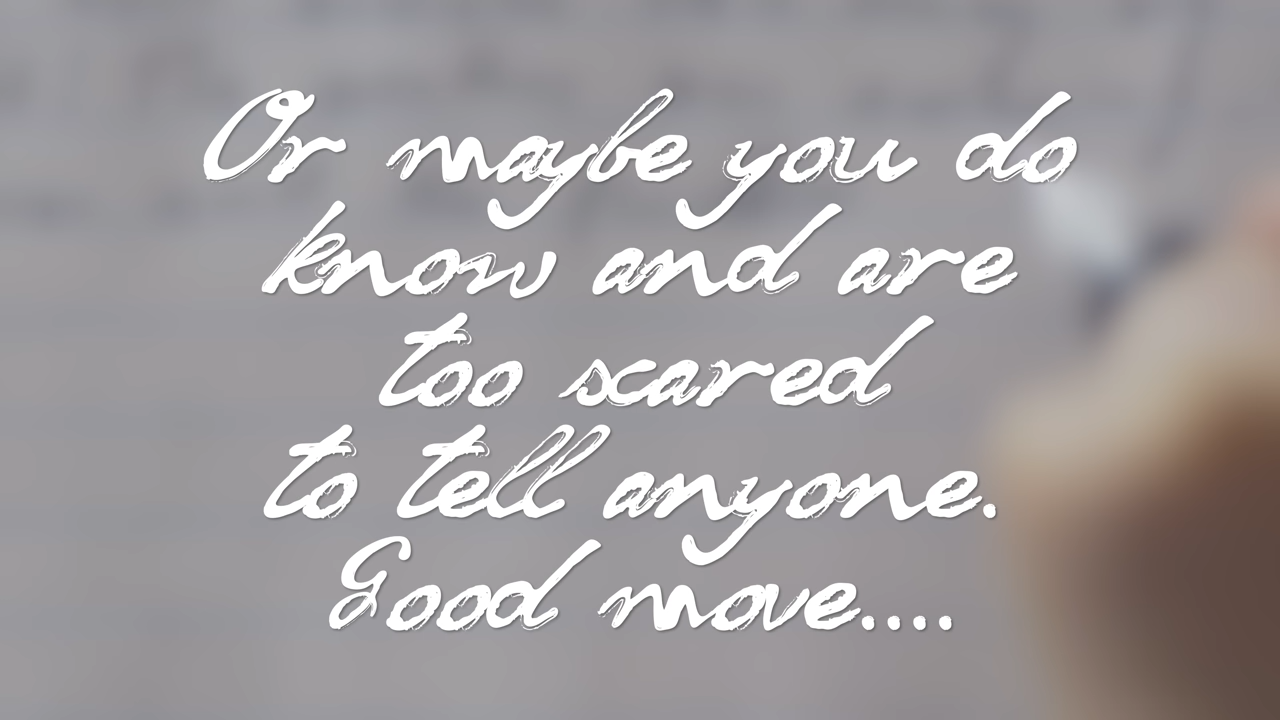 Or maybe you do
know and are
too scared
to tell anyone.
Good move....